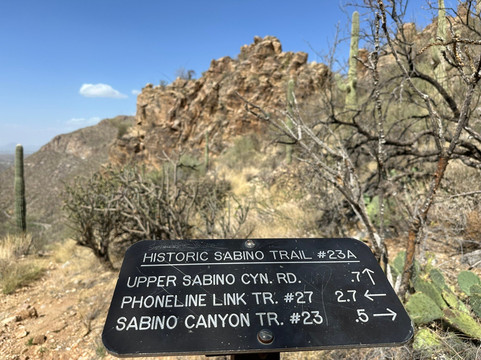 HISTORIC SABINO TRAIL #23A
UPPER SABINO CYN. RD. .7↑
PHONELINE LINK TR. #27 2.7 ←
SABINO CANYON TR. #23 .5→